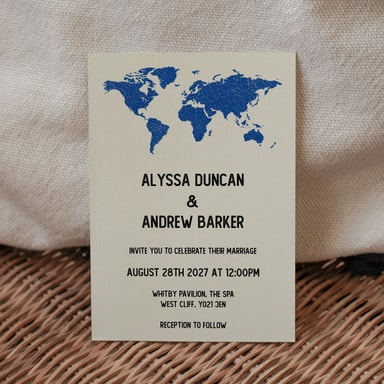 ALYSSA DUNCAN
&
ANDREW BARKER
INVITE YOU TO CELEBRATE THEIR MARRIAGE
AUGUST 28TH 2027 AT 12:00PM
WHITBY PAVILION, THE SPA
WEST CLIFF, YO21 3EN
RECEPTION TO FOLLOW